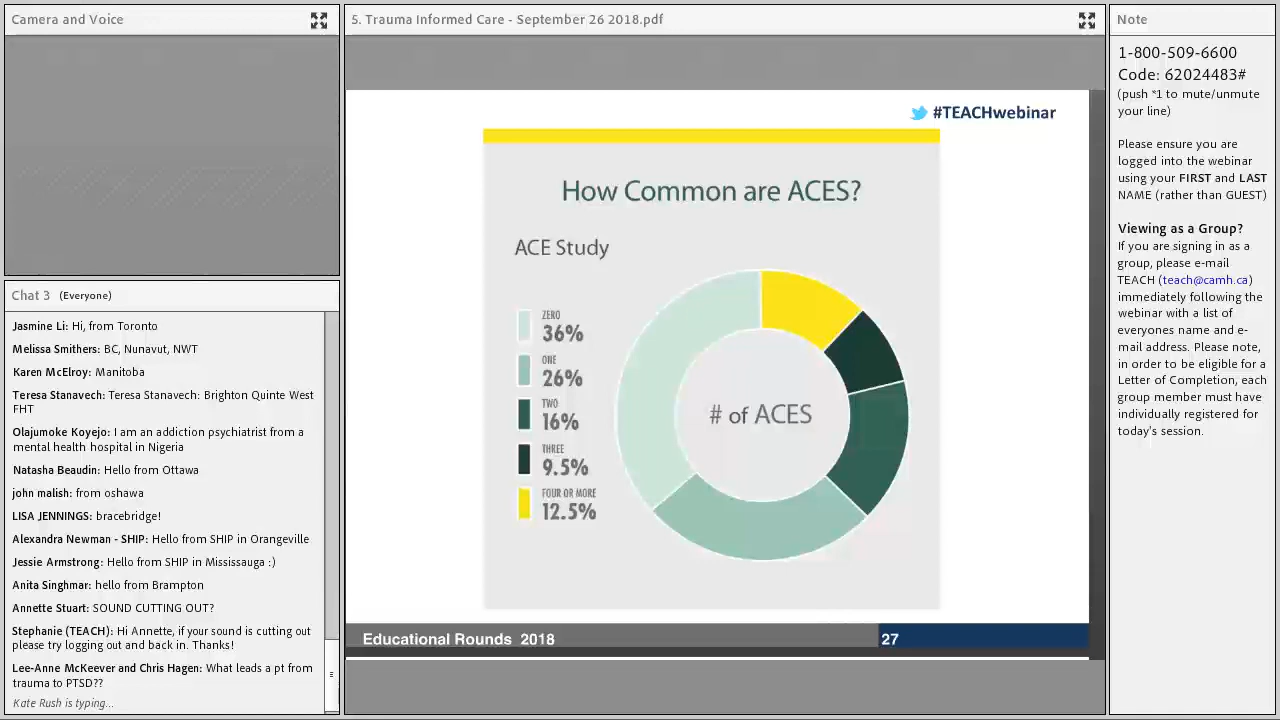 Camera and Voice
Chat 3 (Everyone)
Jasmine Li: Hi, from Toronto
Melissa Smithers: BC, Nunavut, NWT
Karen McElroy: Manitoba
Teresa Stanavech: Teresa Stanavech: Brighton Quinte West
FHT
Olajumoke Koyejo: I am an addiction psychiatrist from a
mental health hospital in Nigeria
Natasha Beaudin: Hello from Ottawa
john malish: from oshawa
LISA JENNINGS: bracebridge!
Alexandra Newman - SHIP: Hello from SHIP in Orangeville
Jessie Armstrong: Hello from SHIP in Mississauga :)
Anita Singhmar: hello from Brampton
Annette Stuart: SOUND CUTTING OUT?
Stephanie (TEACH): Hi Annette, if your sound is cutting out
please try logging out and back in. Thanks!
Lee-Anne McKeever and Chris Hagen: What leads a pt from
trauma to PTSD??
Kate Rush is typing...
5. Trauma Informed Care - September 26 2018.pdf
#TEACHwebinar
How Common are ACES?
ACE Study
ZERO
36%
ONE
26%
TWO
16%
THREE
9.5%
FOUR OR MORE
12.5%
# of ACES
Educational Rounds 2018
27
Note
1-800-509-6600
Code: 62024483#
(push *1 to mute/unmute
your line)
Please ensure you are
logged into the webinar
using your FIRST and LAST
NAME (rather than GUEST)
Viewing as a Group?
If you are signing in as a
group, please e-mail
TEACH (teach@camh.ca)
immediately following the
webinar with a list of
everyones name and e-
mail address. Please note,
in order to be eligible for a
Letter of Completion, each
group member must have
individually registered for
today's session.